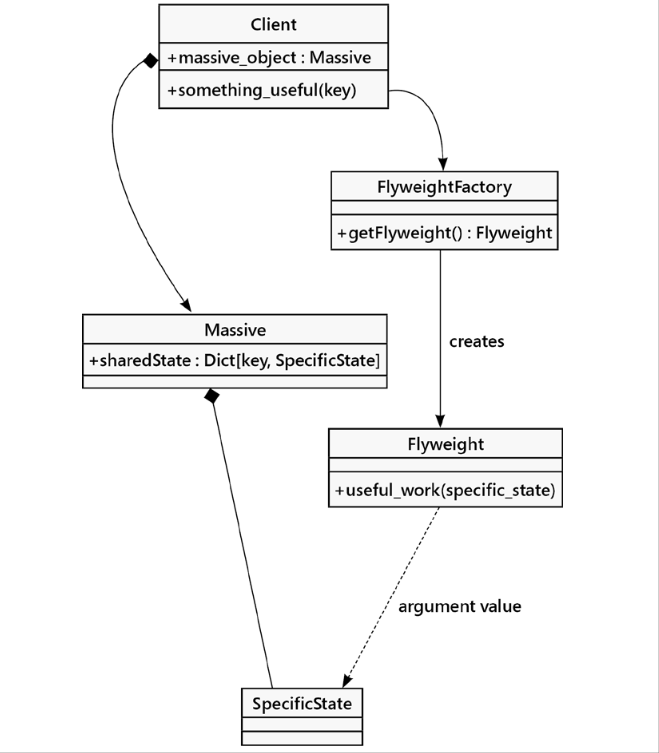 Client
+massive_object : Massive
+something_useful(key)
FlyweightFactory
+getFlyweight() : Flyweight
Massive
+sharedState : Dict[key, SpecificState]
creates
Flyweight
+useful_work(specific_state)
argument value
SpecificState